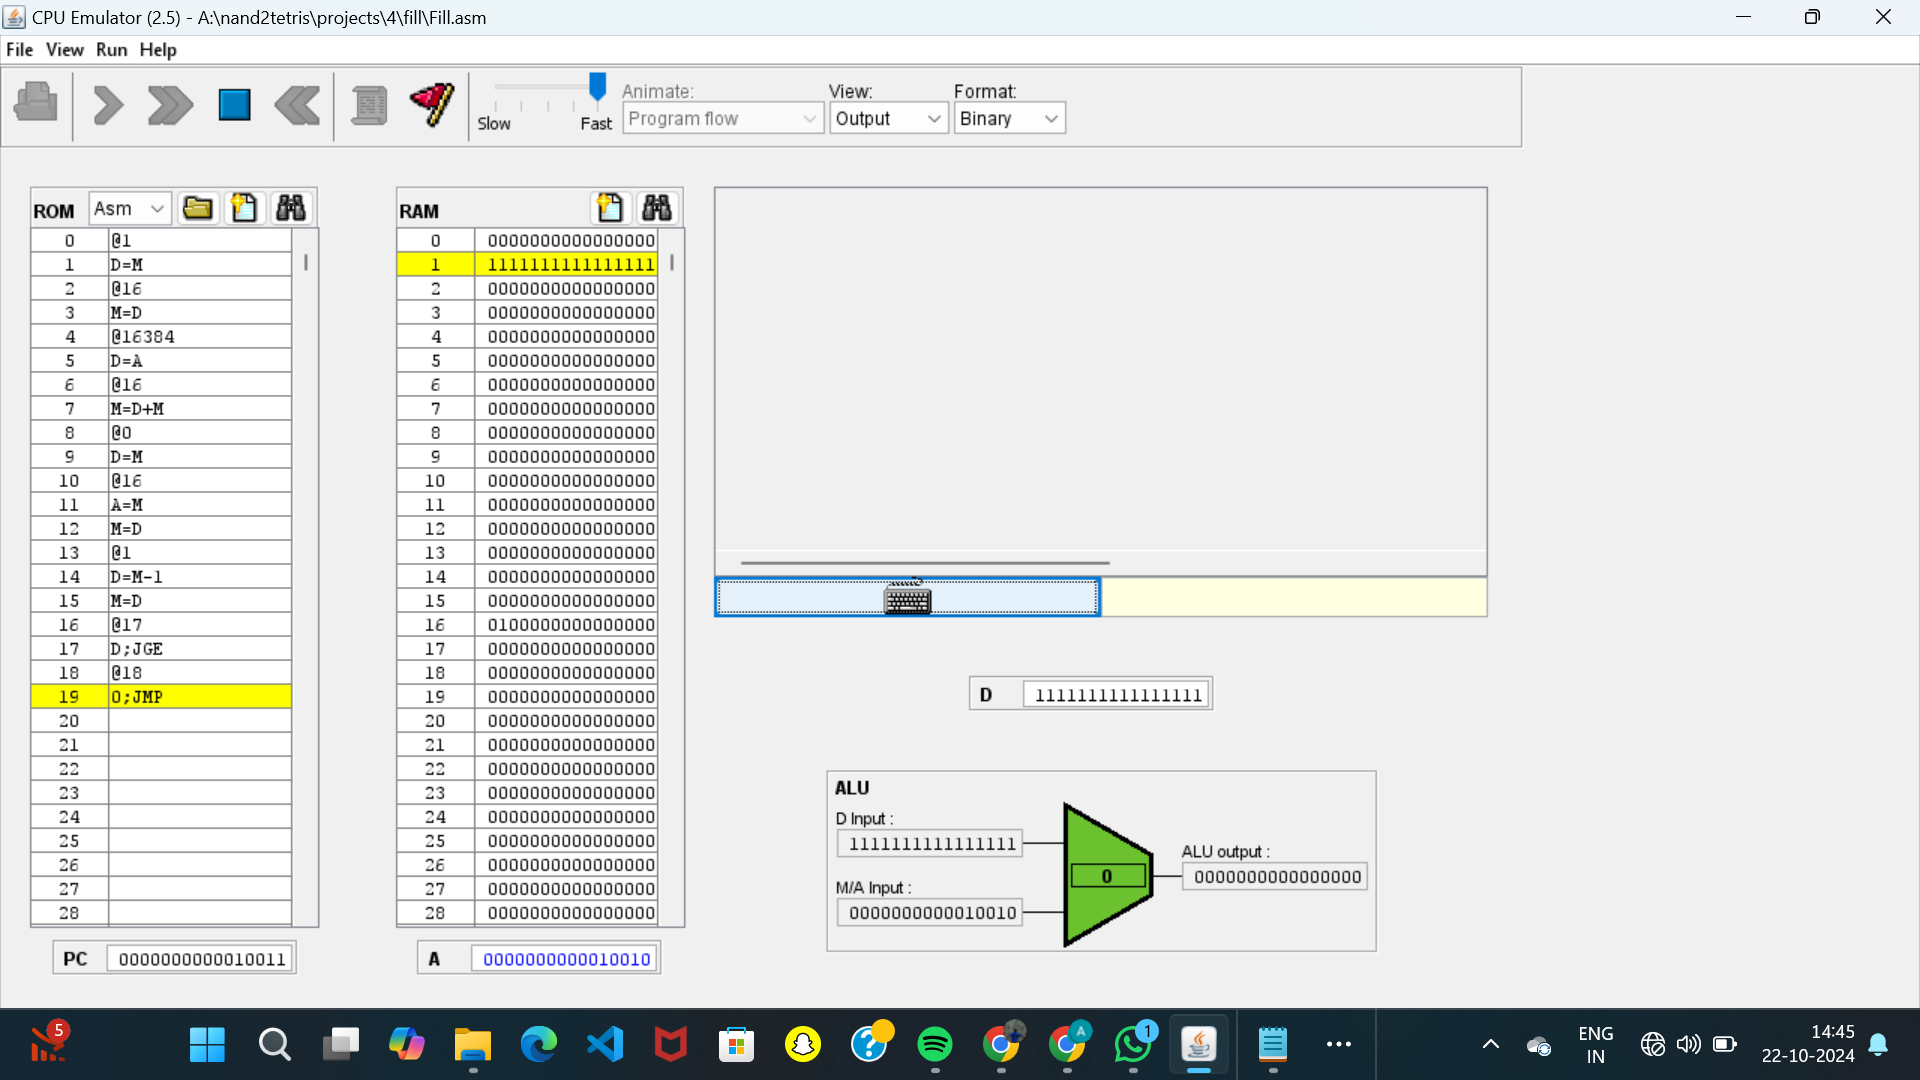 CPU Emulator (2.5) - A:\nand2tetris\projects\4\fill\Fill.asm
File View Run Help
Slow Fast
Animate:
Program flow
View:
Output
Format:
Binary
ROM Asm
0 @1
1 D=M
2 @16
3 M=D
4 @16384
5 D=A
6 @16
7 M=D+M
8 @0
9 D=M
10 @16
11 A=M
12 M=D
13 @1
14 D=M-1
15 M=D
16 @17
17 D;JGE
18 @18
19 0;JMP
20
21
22
23
24
25
26
27
28
PC 0000000000010011
RAM
0 0000000000000000
1 1111111111111111
2 0000000000000000
3 0000000000000000
4 0000000000000000
5 0000000000000000
6 0000000000000000
7 0000000000000000
8 0000000000000000
9 0000000000000000
10 0000000000000000
11 0000000000000000
12 0000000000000000
13 0000000000000000
14 0000000000000000
15 0000000000000000
16 0100000000000000
17 0000000000000000
18 0000000000000000
19 0000000000000000
20 0000000000000000
21 0000000000000000
22 0000000000000000
23 0000000000000000
24 0000000000000000
25 0000000000000000
26 0000000000000000
27 0000000000000000
28 0000000000000000
A 0000000000010010
D 1111111111111111
ALU
D Input :
1111111111111111
M/A Input :
0000000000010010
0
ALU output :
0000000000000000
5
A
1
ENG
IN
14:45
22-10-2024